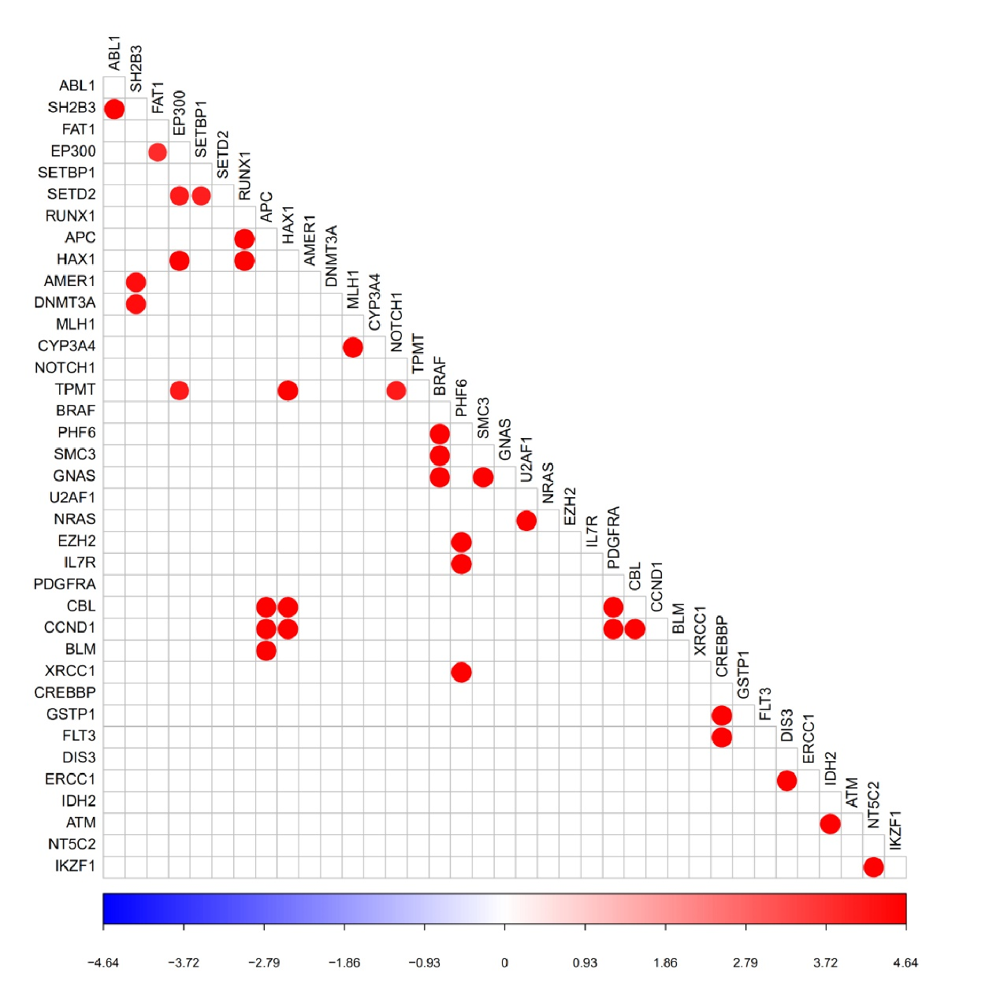 ABL1
SH2B3
FAT1
EP300
SETBP1
SETD2
RUNX1
APC
HAX1
AMER1
DNMT3A
MLH1
CYP3A4
NOTCH1
TPMT
BRAF
PHF6
SMC3
GNAS
U2AF1
NRAS
EZH2
IL7R
PDGFRA
CBL
CCND1
BLM
XRCC1
CREBBP
GSTP1
FLT3
DIS3
ERCC1
IDH2
ATM
NT5C2
IKZF1
ABL1
SH2B3
FAT1
EP300
SETBP1
SETD2
RUNX1
APC
HAX1
AMER1
DNMT3A
MLH1
CYP3A4
NOTCH1
TPMT
BRAF
PHF6
SMC3
GNAS
U2AF1
NRAS
EZH2
IL7R
PDGFRA
CBL
CCND1
BLM
XRCC1
CREBBP
GSTP1
FLT3
DIS3
ERCC1
IDH2
ATM
NT5C2
IKZF1
−4.64 −3.72 −2.79 −1.86 −0.93 0 0.93 1.86 2.79 3.72 4.64